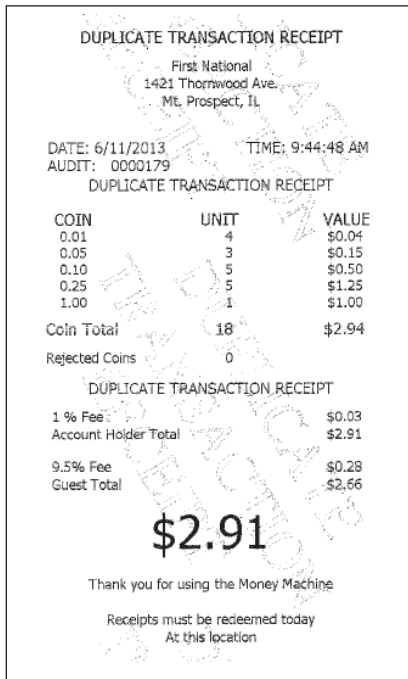 DUPLICATE TRANSACTION RECEIPT
First National
1421 Thornwood Ave.
Mt. Prospect, IL
DATE: 6/11/2013 TIME: 9:44:48 AM
AUDIT: 0000179
DUPLICATE TRANSACTION RECEIPT
COIN UNIT VALUE
0.01 4 $0.04
0.05 3 $0.15
0.10 5 $0.50
0.25 5 $1.25
1.00 1 $1.00
Coin Total 18 $2.94
Rejected Coins 0
DUPLICATE TRANSACTION RECEIPT
1 % Fee $0.03
Account Holder Total $2.91
9.5% Fee $0.28
Guest Total $2.66
$2.91
Thank you for using the Money Machine
Receipts must be redeemed today
At this location
DUPLICATE
TRANSACTION
RECEIPT